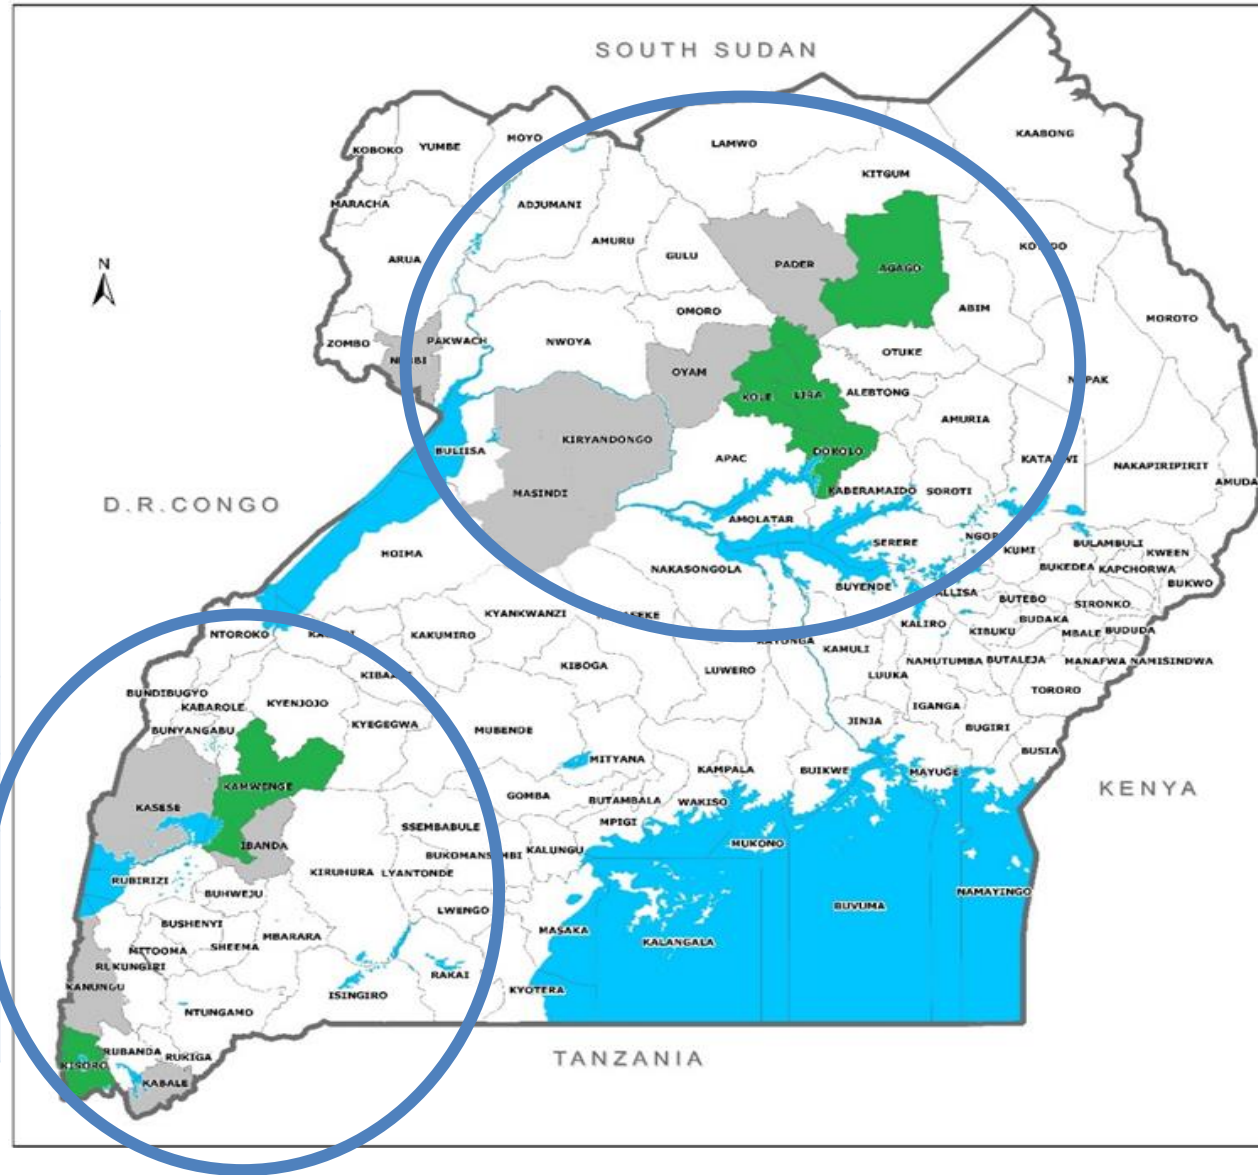 SOUTH SUDAN
KAABONG
MOYO
LAMWO
YUMBE
KOBOKO
KITGUM
MARACHA
ADJUMANI
AMURU
GULU
PADER
AGAGO
ARUA
N
ABIM
OMORO
MOROTO
ZOMBO
PAKWACH
NWOYA
OTUKE
OYAM
KOLE
LIRA
ALEBTONG
AMURIA
KIRYANDONGO
BULIISA
APAC
DOKOLO
NAKAPIRIPIRIT
AMUDA
MASINDI
KABERAMAIDO
SOROTI
D.R.CONGO
AMOLATAR
SERERE
HOIMA
NAKASONGOLA
KUMI
BULAMBULI
KWEEN
BUKEDEA
KAPCHORWA
BUKWO
BUYENDE
BUTEBO
SIRONKO
KYANKWANZI
KALIRO
BUDAKA
KIBUKU
MBALE
BUDUDA
NTOROKO
KAKUMIRO
KAMULI
NAMUTUMBA
BUTALEJA
MANAFWA
NAMISINDWA
KIBOGA
LUWERO
LUUKA
TORORO
BUNDIBUGYO
KABAROLE
KYENJOJO
IGANGA
BUNYANGABU
KYEGEGWA
MUBENDE
JINJA
BUGIRI
BUSIA
MITYANA
KAMPALA
BUIKWE
MAYUGE
KAMWENGE
KENYA
KASESE
GOMBA
BUTAMBALA
WAKISO
MPIGI
SSEMBABULE
IBANDA
MUKONO
KALUNGU
KIRUHURA
LYANTONDE
RUBIRIZI
BUHWEJU
NAMAYINGO
BUVUMA
LWENGO
BUSHENYI
MASAKA
MBARARA
SHEEMA
MITOOMA
KALANGALA
RUKUNGIRI
RAKAI
KANUNGU
KYOTERA
ISINGIRO
NTUNGAMO
RUBANDA
RUKIGA
KISORO
TANZANIA
KABALE